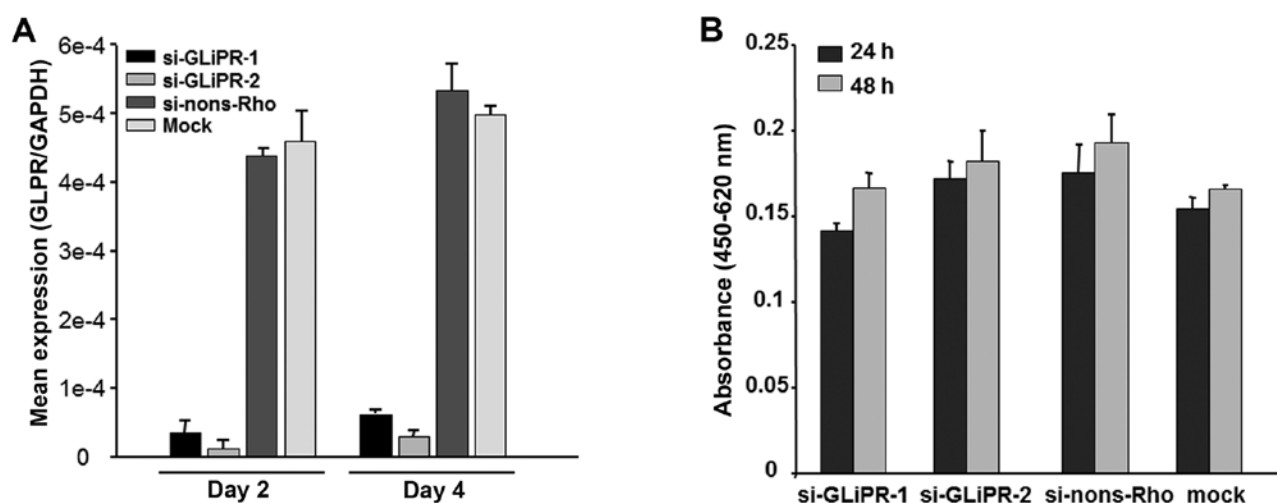 A
Mean expression (GLPR/GAPDH)
6e-4
5e-4
4e-4
3e-4
2e-4
1e-4
0
si-GLiPR-1
si-GLiPR-2
si-nons-Rho
Mock
Day 2
Day 4
B
Absorbance (450-620 nm)
0.25
0.2
0.15
0.1
0.05
0
24 h
48 h
si-GLiPR-1
si-GLiPR-2
si-nons-Rho
mock